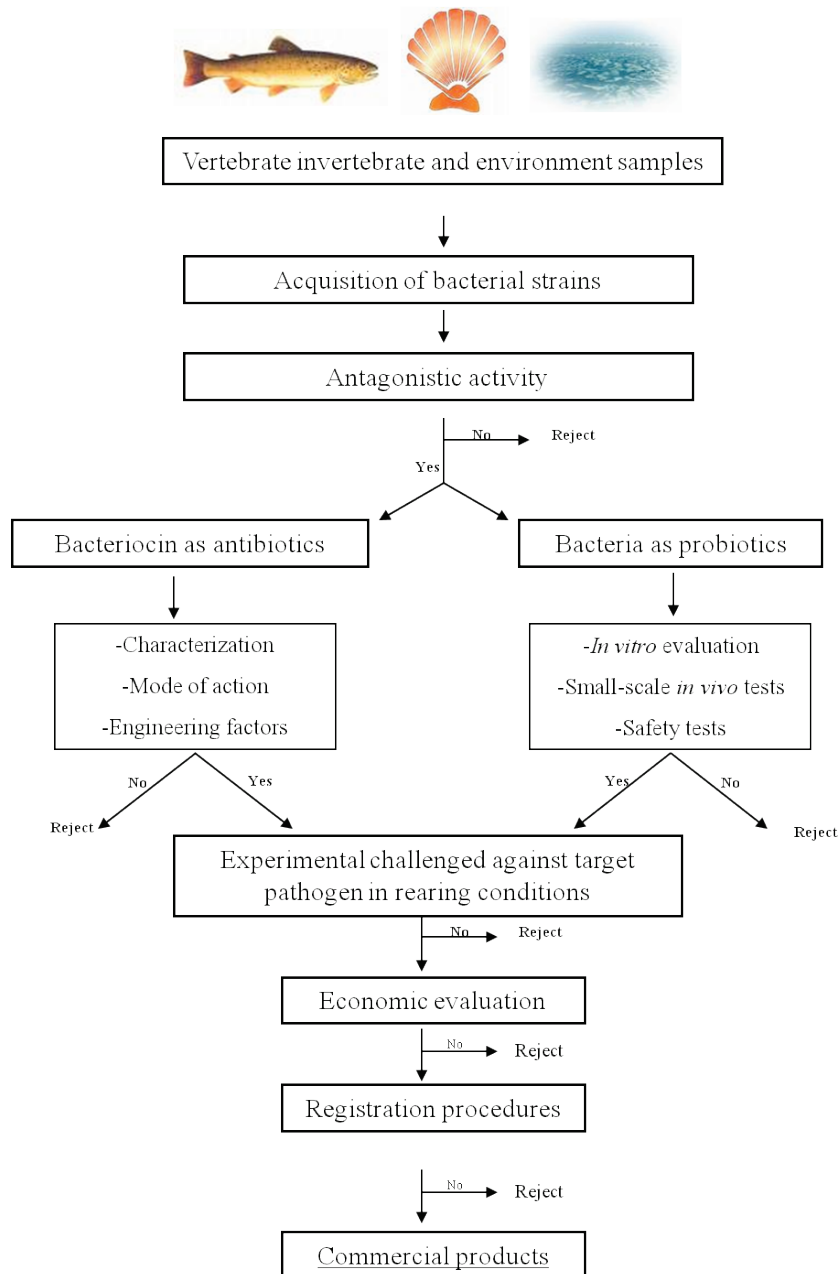 Vertebrate invertebrate and environment samples
Acquisition of bacterial strains
Antagonistic activity
No
Reject
Yes
Bacteriocin as antibiotics
Bacteria as probiotics
-Characterization
-Mode of action
-Engineering factors
-In vitro evaluation
-Small-scale in vivo tests
-Safety tests
No
Yes
Yes
No
Reject
Reject
Experimental challenged against target
pathogen in rearing conditions
No
Reject
Economic evaluation
No
Reject
Registration procedures
No
Reject
Commercial products